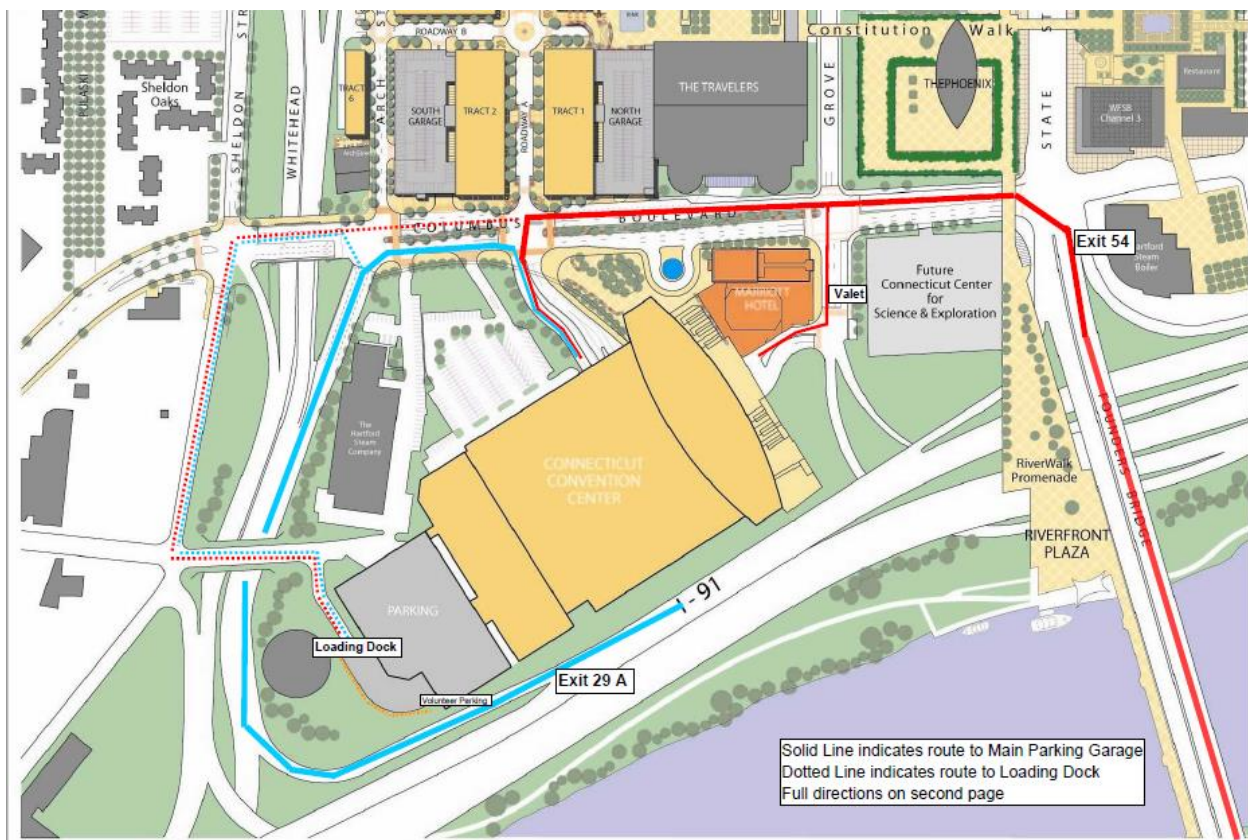 Constitution Walk
ROADWAY B
STATE ST
SHELDON STR
WHITEHEAD
ARCH ST
GROVE
Sheldon
Oaks
TRACT
6
SOUTH
GARAGE
TRACT 2
ROADWAY A
TRACT 1
NORTH
GARAGE
THE TRAVELERS
THEPHOENIX
Restaurant
WFSB
Channel 3
COLUMBUS BOULEVARD
Exit 54
Hartford
Steam
Boiler
MARRIOTT
HOTEL
Valet
Future
Connecticut Center
for
Science & Exploration
FOUNDERS BRIDGE
The
Hartford
Steam
Company
CONNECTICUT
CONVENTION
CENTER
RiverWalk
Promenade
RIVERFRONT
PLAZA
I-91
PARKING
Loading Dock
Exit 29 A
Volunteer Parking
Solid Line indicates route to Main Parking Garage
Dotted Line indicates route to Loading Dock
Full directions on second page